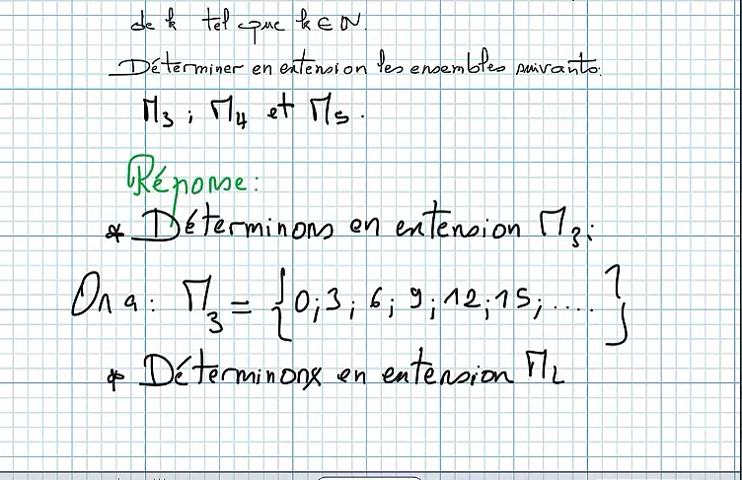 de k tel que k ∈ N.
Déterminer en extension les ensembles suivants:
M₃ ; M₄ et M₅.
Réponse:
* Déterminons en extension M₃:
On a: M₃ = {0; 3; 6; 9; 12; 15; .... }
* Déterminons en extension M